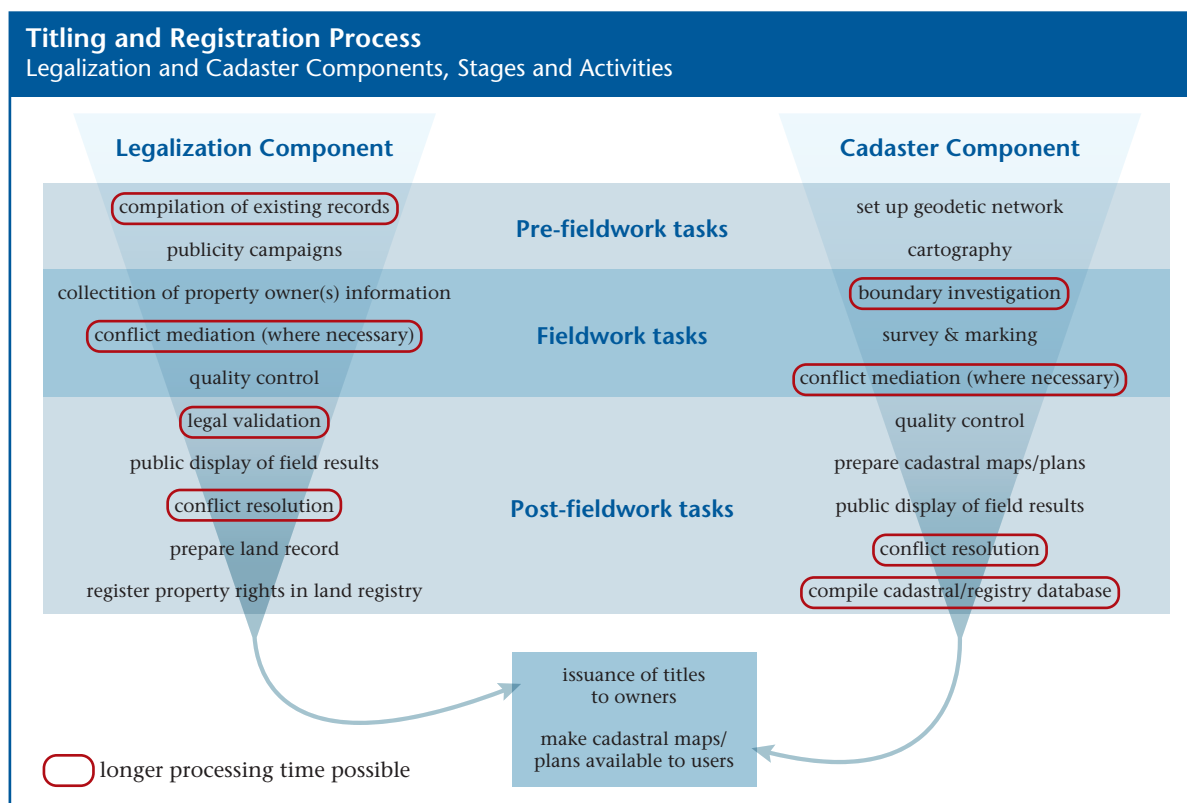 Titling and Registration Process
Legalization and Cadaster Components, Stages and Activities
Legalization Component
Cadaster Component
Pre-fieldwork tasks
compilation of existing records
publicity campaigns
set up geodetic network
cartography
Fieldwork tasks
collectition of property owner(s) information
conflict mediation (where necessary)
quality control
boundary investigation
survey & marking
conflict mediation (where necessary)
Post-fieldwork tasks
legal validation
public display of field results
conflict resolution
prepare land record
register property rights in land registry
quality control
prepare cadastral maps/plans
public display of field results
conflict resolution
compile cadastral/registry database
issuance of titles
to owners
make cadastral maps/
plans available to users
longer processing time possible